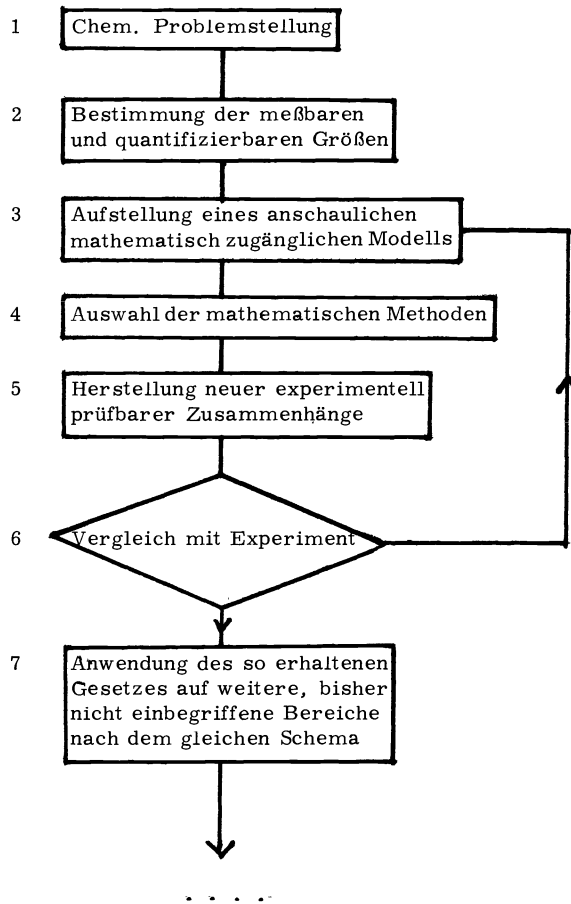 1 Chem. Problemstellung
2 Bestimmung der meßbaren
und quantifizierbaren Größen
3 Aufstellung eines anschaulichen
mathematisch zugänglichen Modells
4 Auswahl der mathematischen Methoden
5 Herstellung neuer experimentell
prüfbarer Zusammenhänge
6 Vergleich mit Experiment
7 Anwendung des so erhaltenen
Gesetzes auf weitere, bisher
nicht einbegriffene Bereiche
nach dem gleichen Schema
. . . .